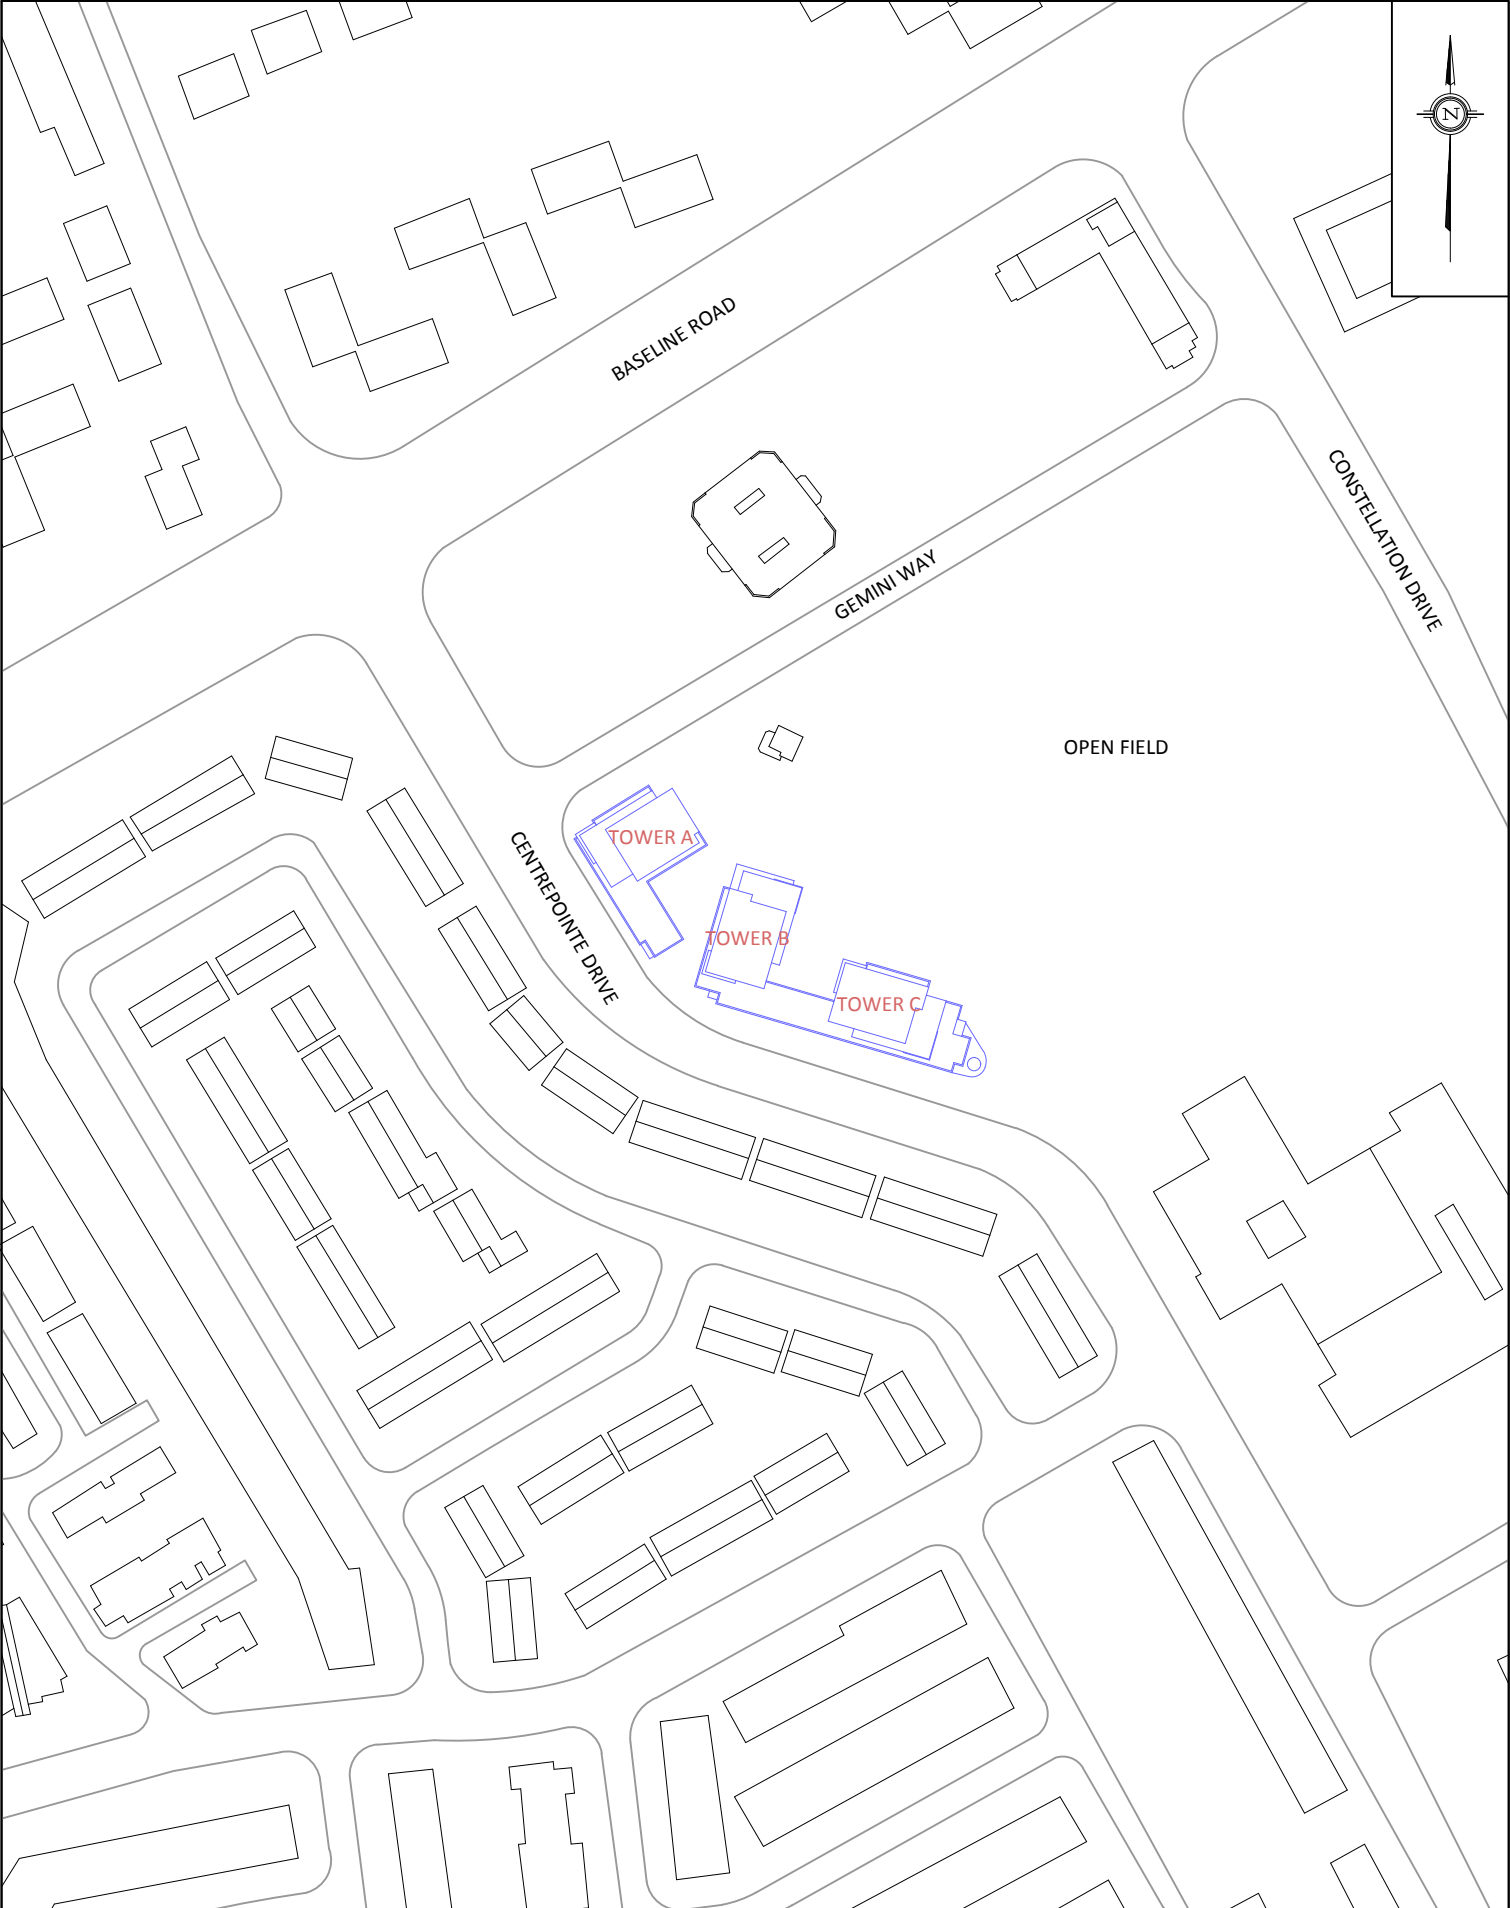 N
BASELINE ROAD
CONSTELLATION DRIVE
GEMINI WAY
OPEN FIELD
CENTREPOINTE DRIVE
TOWER A
TOWER B
TOWER C